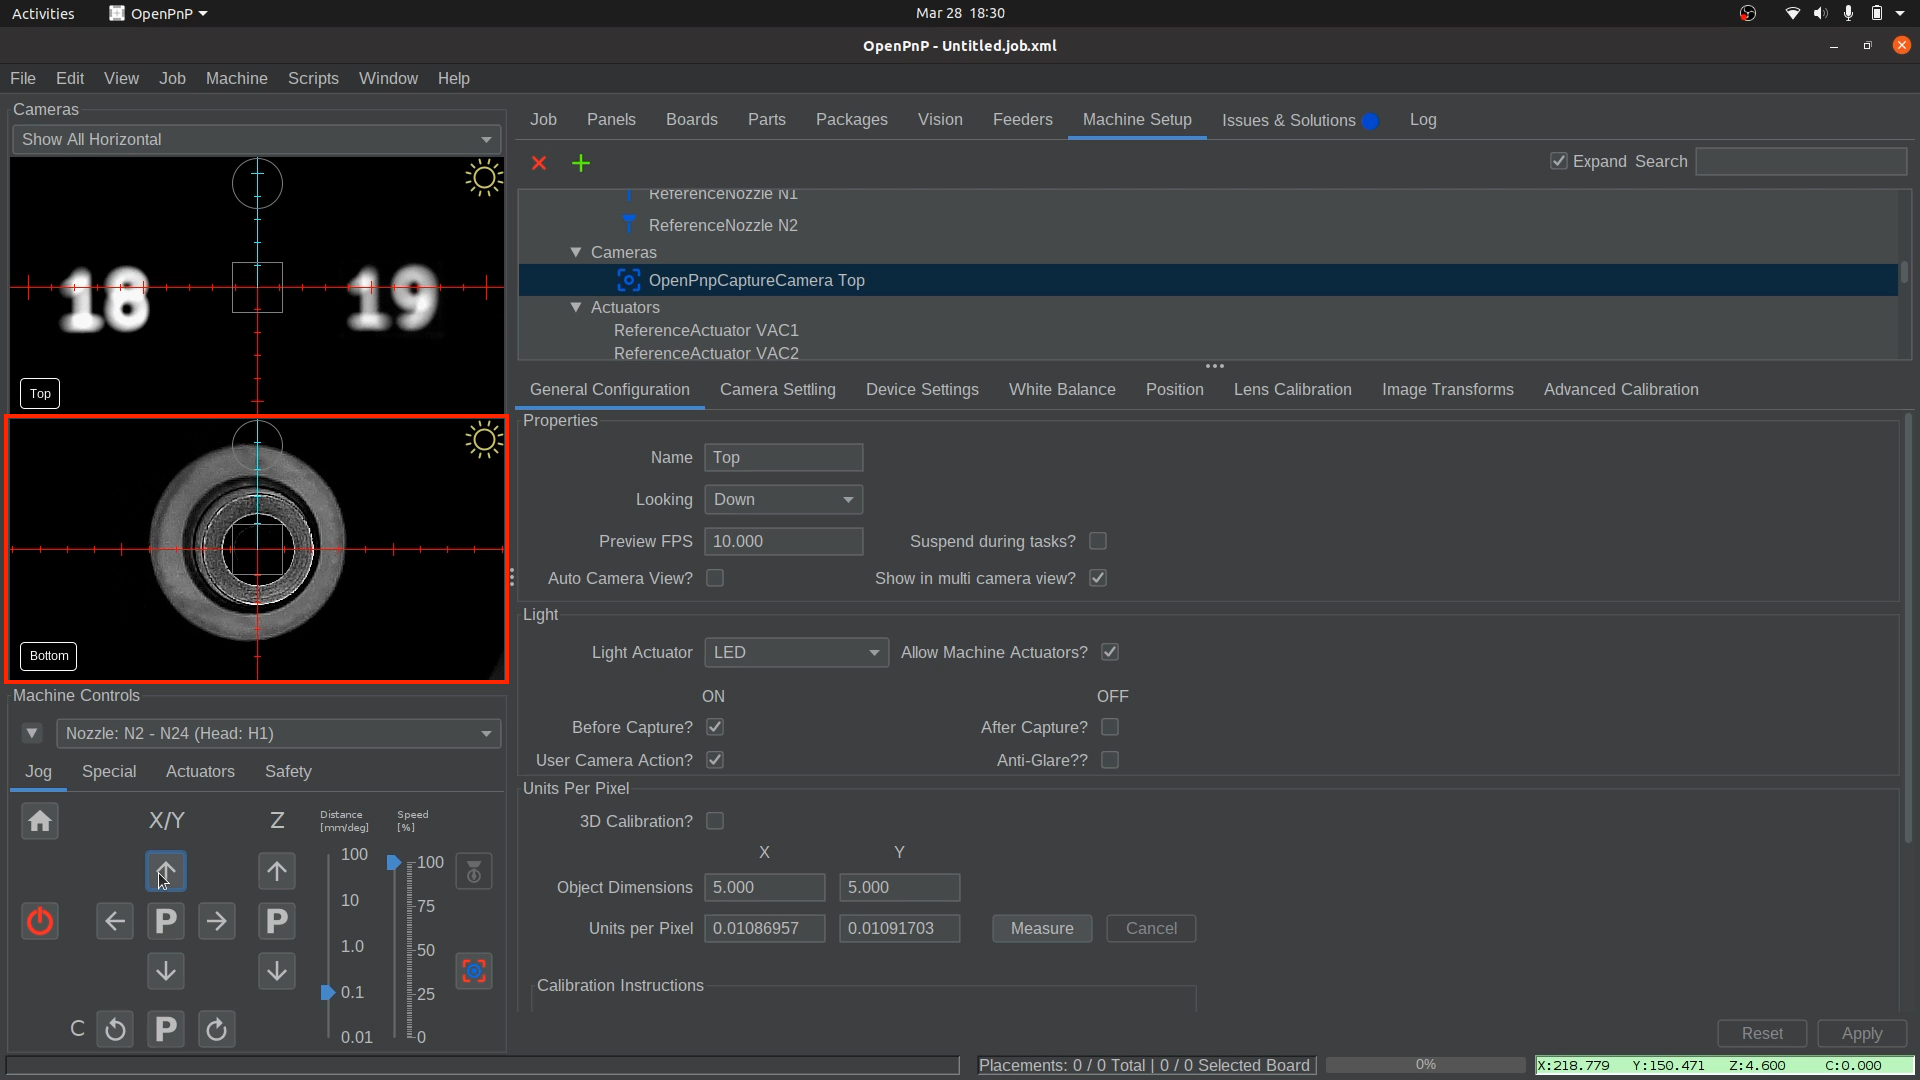 Activities OpenPnP Mar 28 18:30
OpenPnP - Untitled.job.xml
File Edit View Job Machine Scripts Window Help
Cameras
Show All Horizontal
18 19
Top
Bottom
Machine Controls
Nozzle: N2 - N24 (Head: H1)
Jog Special Actuators Safety
X/Y Z Distance [mm/deg] Speed [%]
100 100
10 75
P P
1.0 50
0.1 25
C P 0.01 0
Job Panels Boards Parts Packages Vision Feeders Machine Setup Issues & Solutions Log
Expand Search
ReferenceNozzle N1
ReferenceNozzle N2
Cameras
OpenPnpCaptureCamera Top
Actuators
ReferenceActuator VAC1
ReferenceActuator VAC2
General Configuration Camera Settling Device Settings White Balance Position Lens Calibration Image Transforms Advanced Calibration
Properties
Name Top
Looking Down
Preview FPS 10.000 Suspend during tasks?
Auto Camera View? Show in multi camera view?
Light
Light Actuator LED Allow Machine Actuators?
ON OFF
Before Capture? After Capture?
User Camera Action? Anti-Glare??
Units Per Pixel
3D Calibration?
X Y
Object Dimensions 5.000 5.000
Units per Pixel 0.01086957 0.01091703 Measure Cancel
Calibration Instructions
Reset Apply
Placements: 0 / 0 Total | 0 / 0 Selected Board 0% X:218.779 Y:150.471 Z:4.600 C:0.000